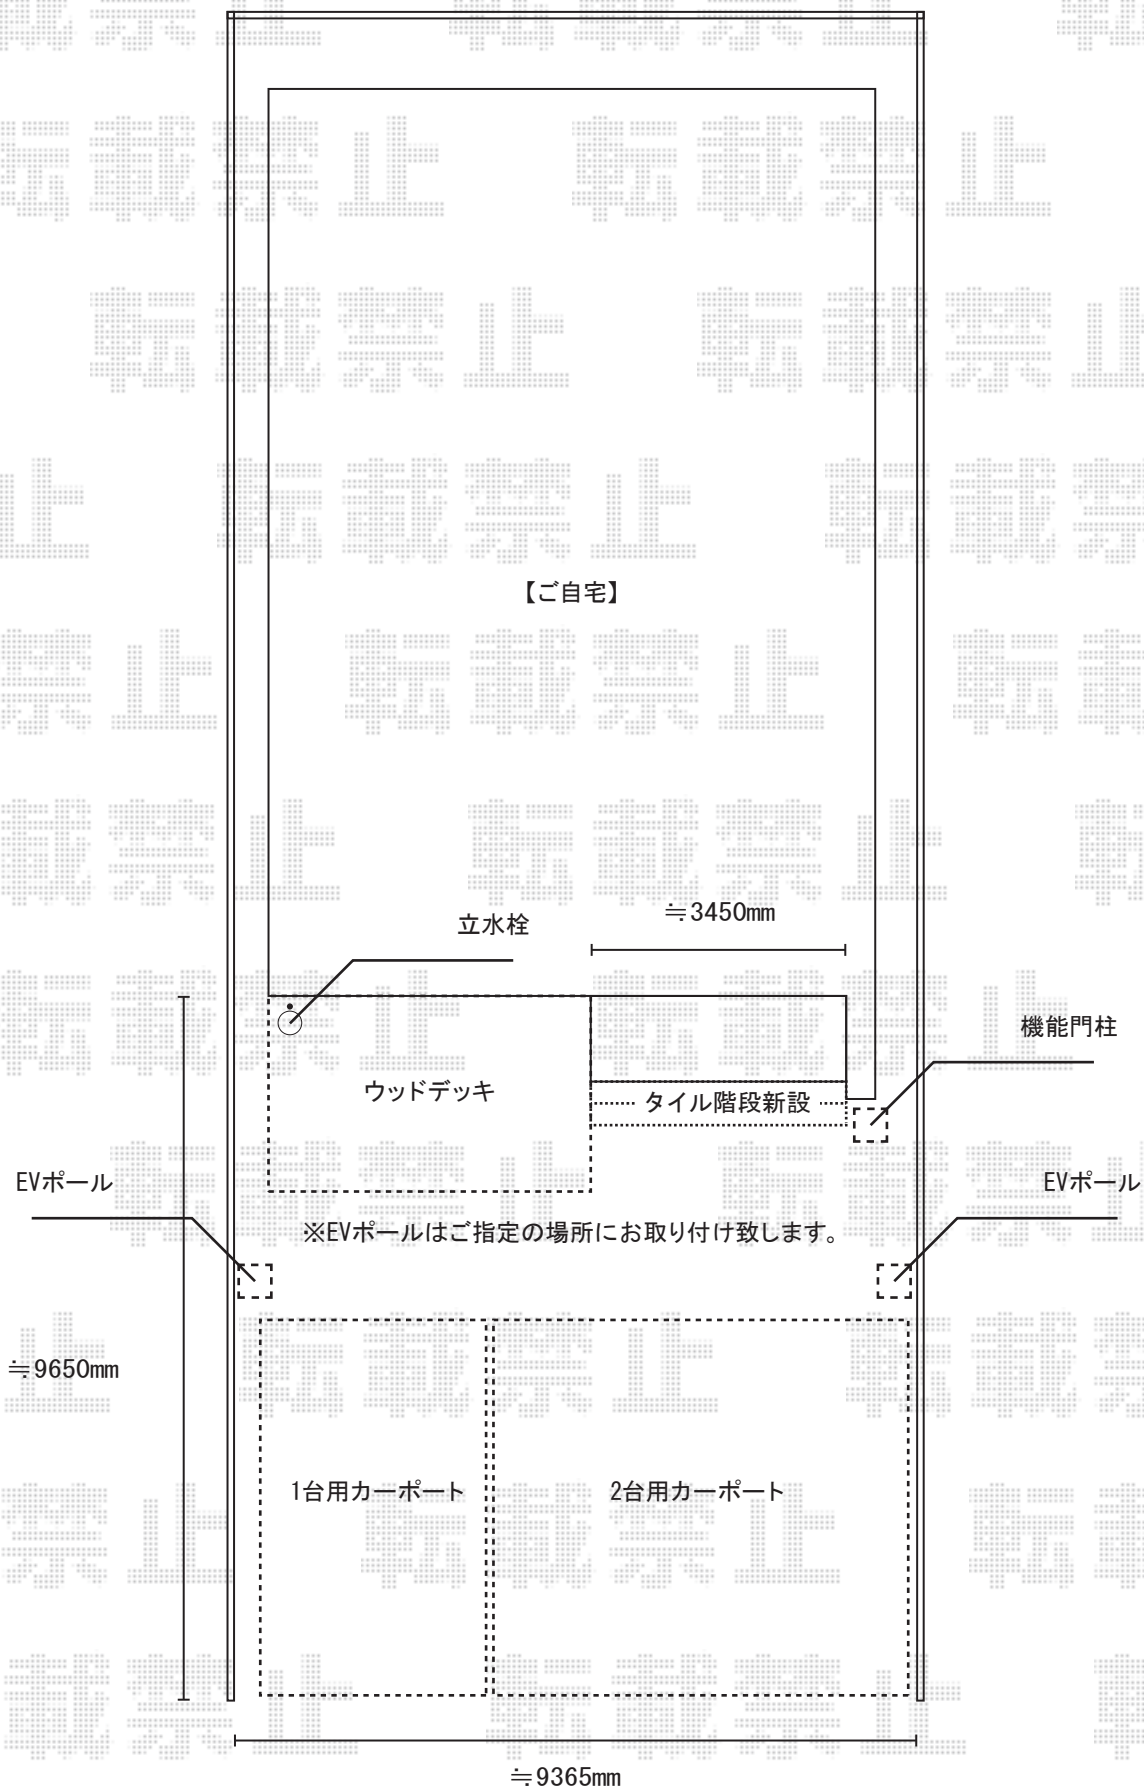 転載禁止
【ご自宅】
立水栓
≒3450mm
機能門柱
ウッドデッキ
タイル階段新設
EVポール
EVポール
※EVポールはご指定の場所にお取り付け致します。
≒9650mm
1台用カーポート
2台用カーポート
≒9365mm